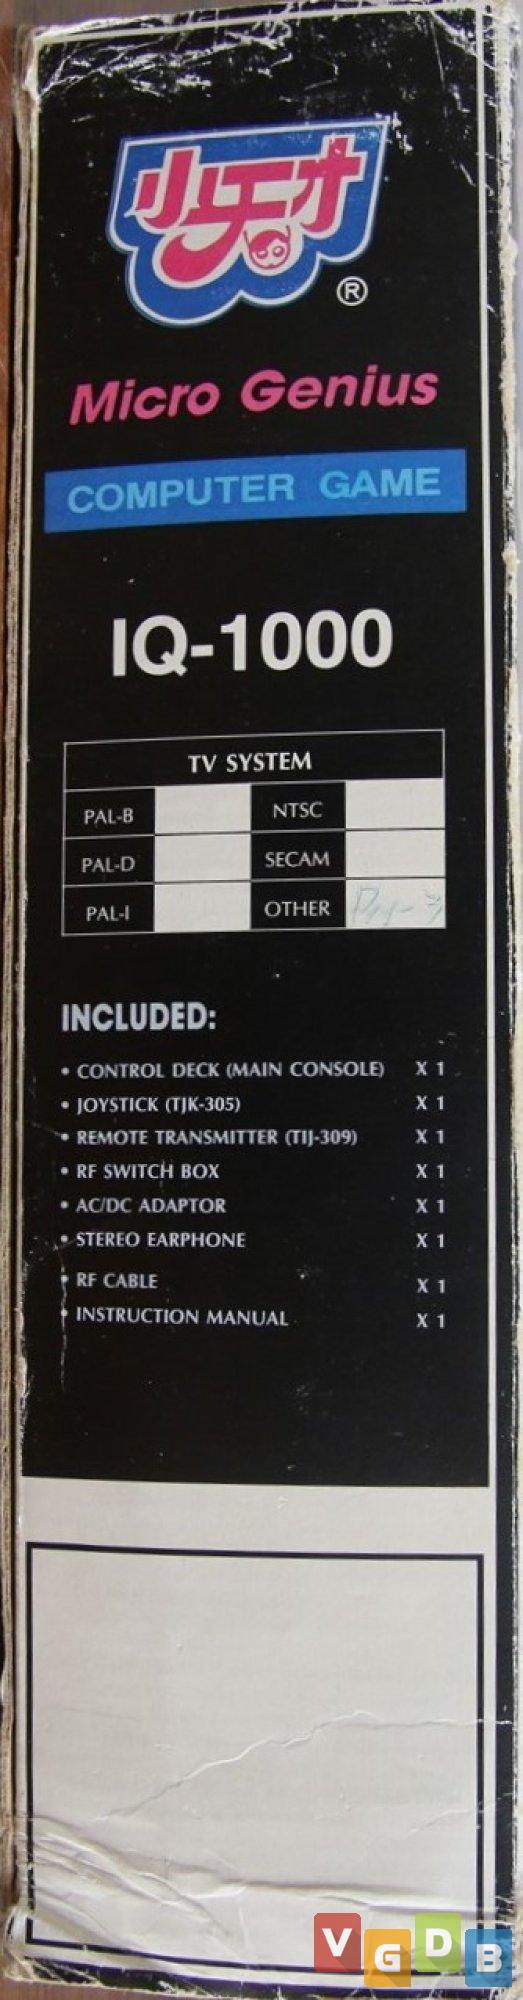 小天才
®
Micro Genius
COMPUTER GAME
IQ-1000
TV SYSTEM
PAL-B NTSC
PAL-D SECAM
PAL-I OTHER
INCLUDED:
• CONTROL DECK (MAIN CONSOLE) X 1
• JOYSTICK (TJK-305) X 1
• REMOTE TRANSMITTER (TIJ-309) X 1
• RF SWITCH BOX X 1
• AC/DC ADAPTOR X 1
• STEREO EARPHONE X 1
• RF CABLE X 1
• INSTRUCTION MANUAL X 1
VGDB